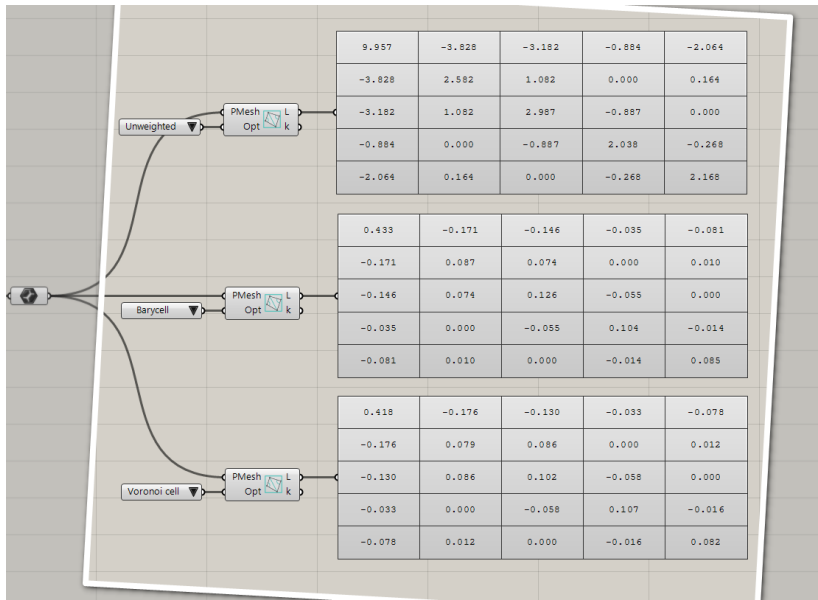 9.957 -3.828 -3.182 -0.884 -2.064
-3.828 2.582 1.082 0.000 0.164
PMesh L
-3.182 1.082 2.987 -0.887 0.000
Unweighted
Opt k
-0.884 0.000 -0.887 2.038 -0.268
-2.064 0.164 0.000 -0.268 2.168
0.433 -0.171 -0.146 -0.035 -0.081
-0.171 0.087 0.074 0.000 0.010
PMesh L
-0.146 0.074 0.126 -0.055 0.000
Barycell
Opt k
-0.035 0.000 -0.055 0.104 -0.014
-0.081 0.010 0.000 -0.014 0.085
0.418 -0.176 -0.130 -0.033 -0.078
-0.176 0.079 0.086 0.000 0.012
PMesh L
-0.130 0.086 0.102 -0.058 0.000
Voronoi cell
Opt k
-0.033 0.000 -0.058 0.107 -0.016
-0.078 0.012 0.000 -0.016 0.082